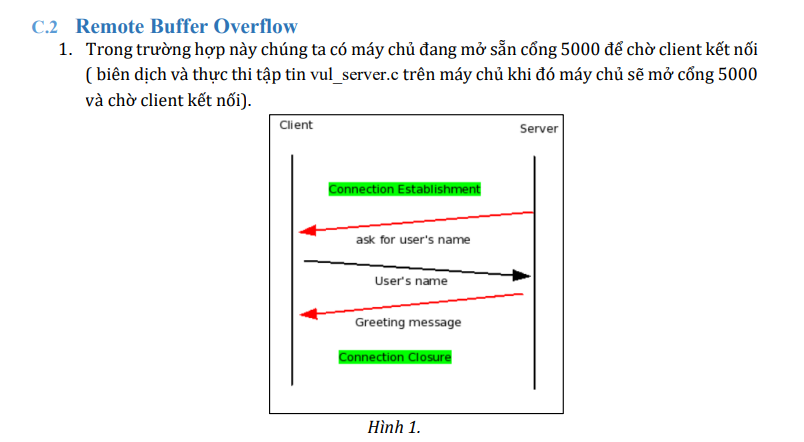 C.2 Remote Buffer Overflow
1. Trong trường hợp này chúng ta có máy chủ đang mở sẵn cổng 5000 để chờ client kết nối
( biên dịch và thực thi tập tin vul_server.c trên máy chủ khi đó máy chủ sẽ mở cổng 5000
và chờ client kết nối).
Client Server
Connection Establishment
ask for user's name
User's name
Greeting message
Connection Closure
Hình 1.